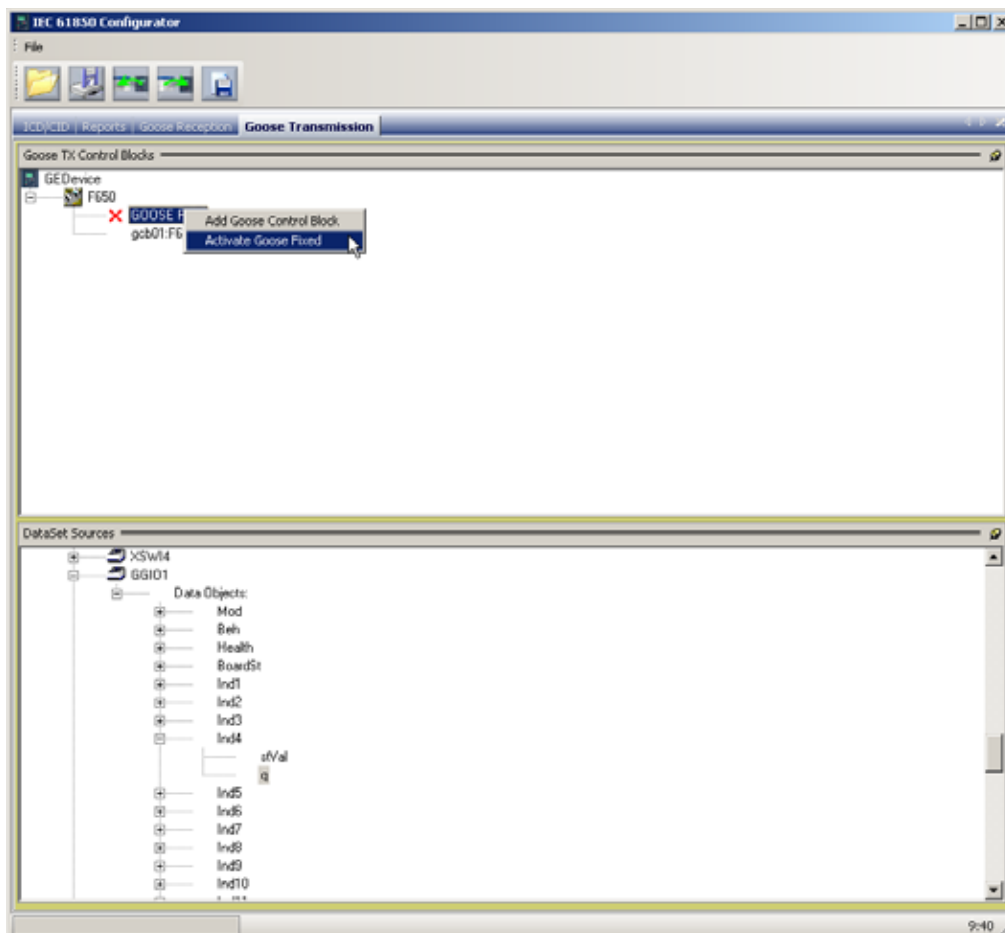 IEC 61850 Configurator
File
ICD/CID | Reports | Goose Reception | Goose Transmission
Goose TX Control Blocks
GEDevice
F650
GOOSE F
Add Goose Control Block
gcb01:F6
Activate Goose Fixed
DataSet Sources
XSWI4
GGIO1
Data Objects:
Mod
Beh
Health
BoardSt
Ind1
Ind2
Ind3
Ind4
stVal
q
Ind5
Ind6
Ind7
Ind8
Ind9
Ind10
9:40